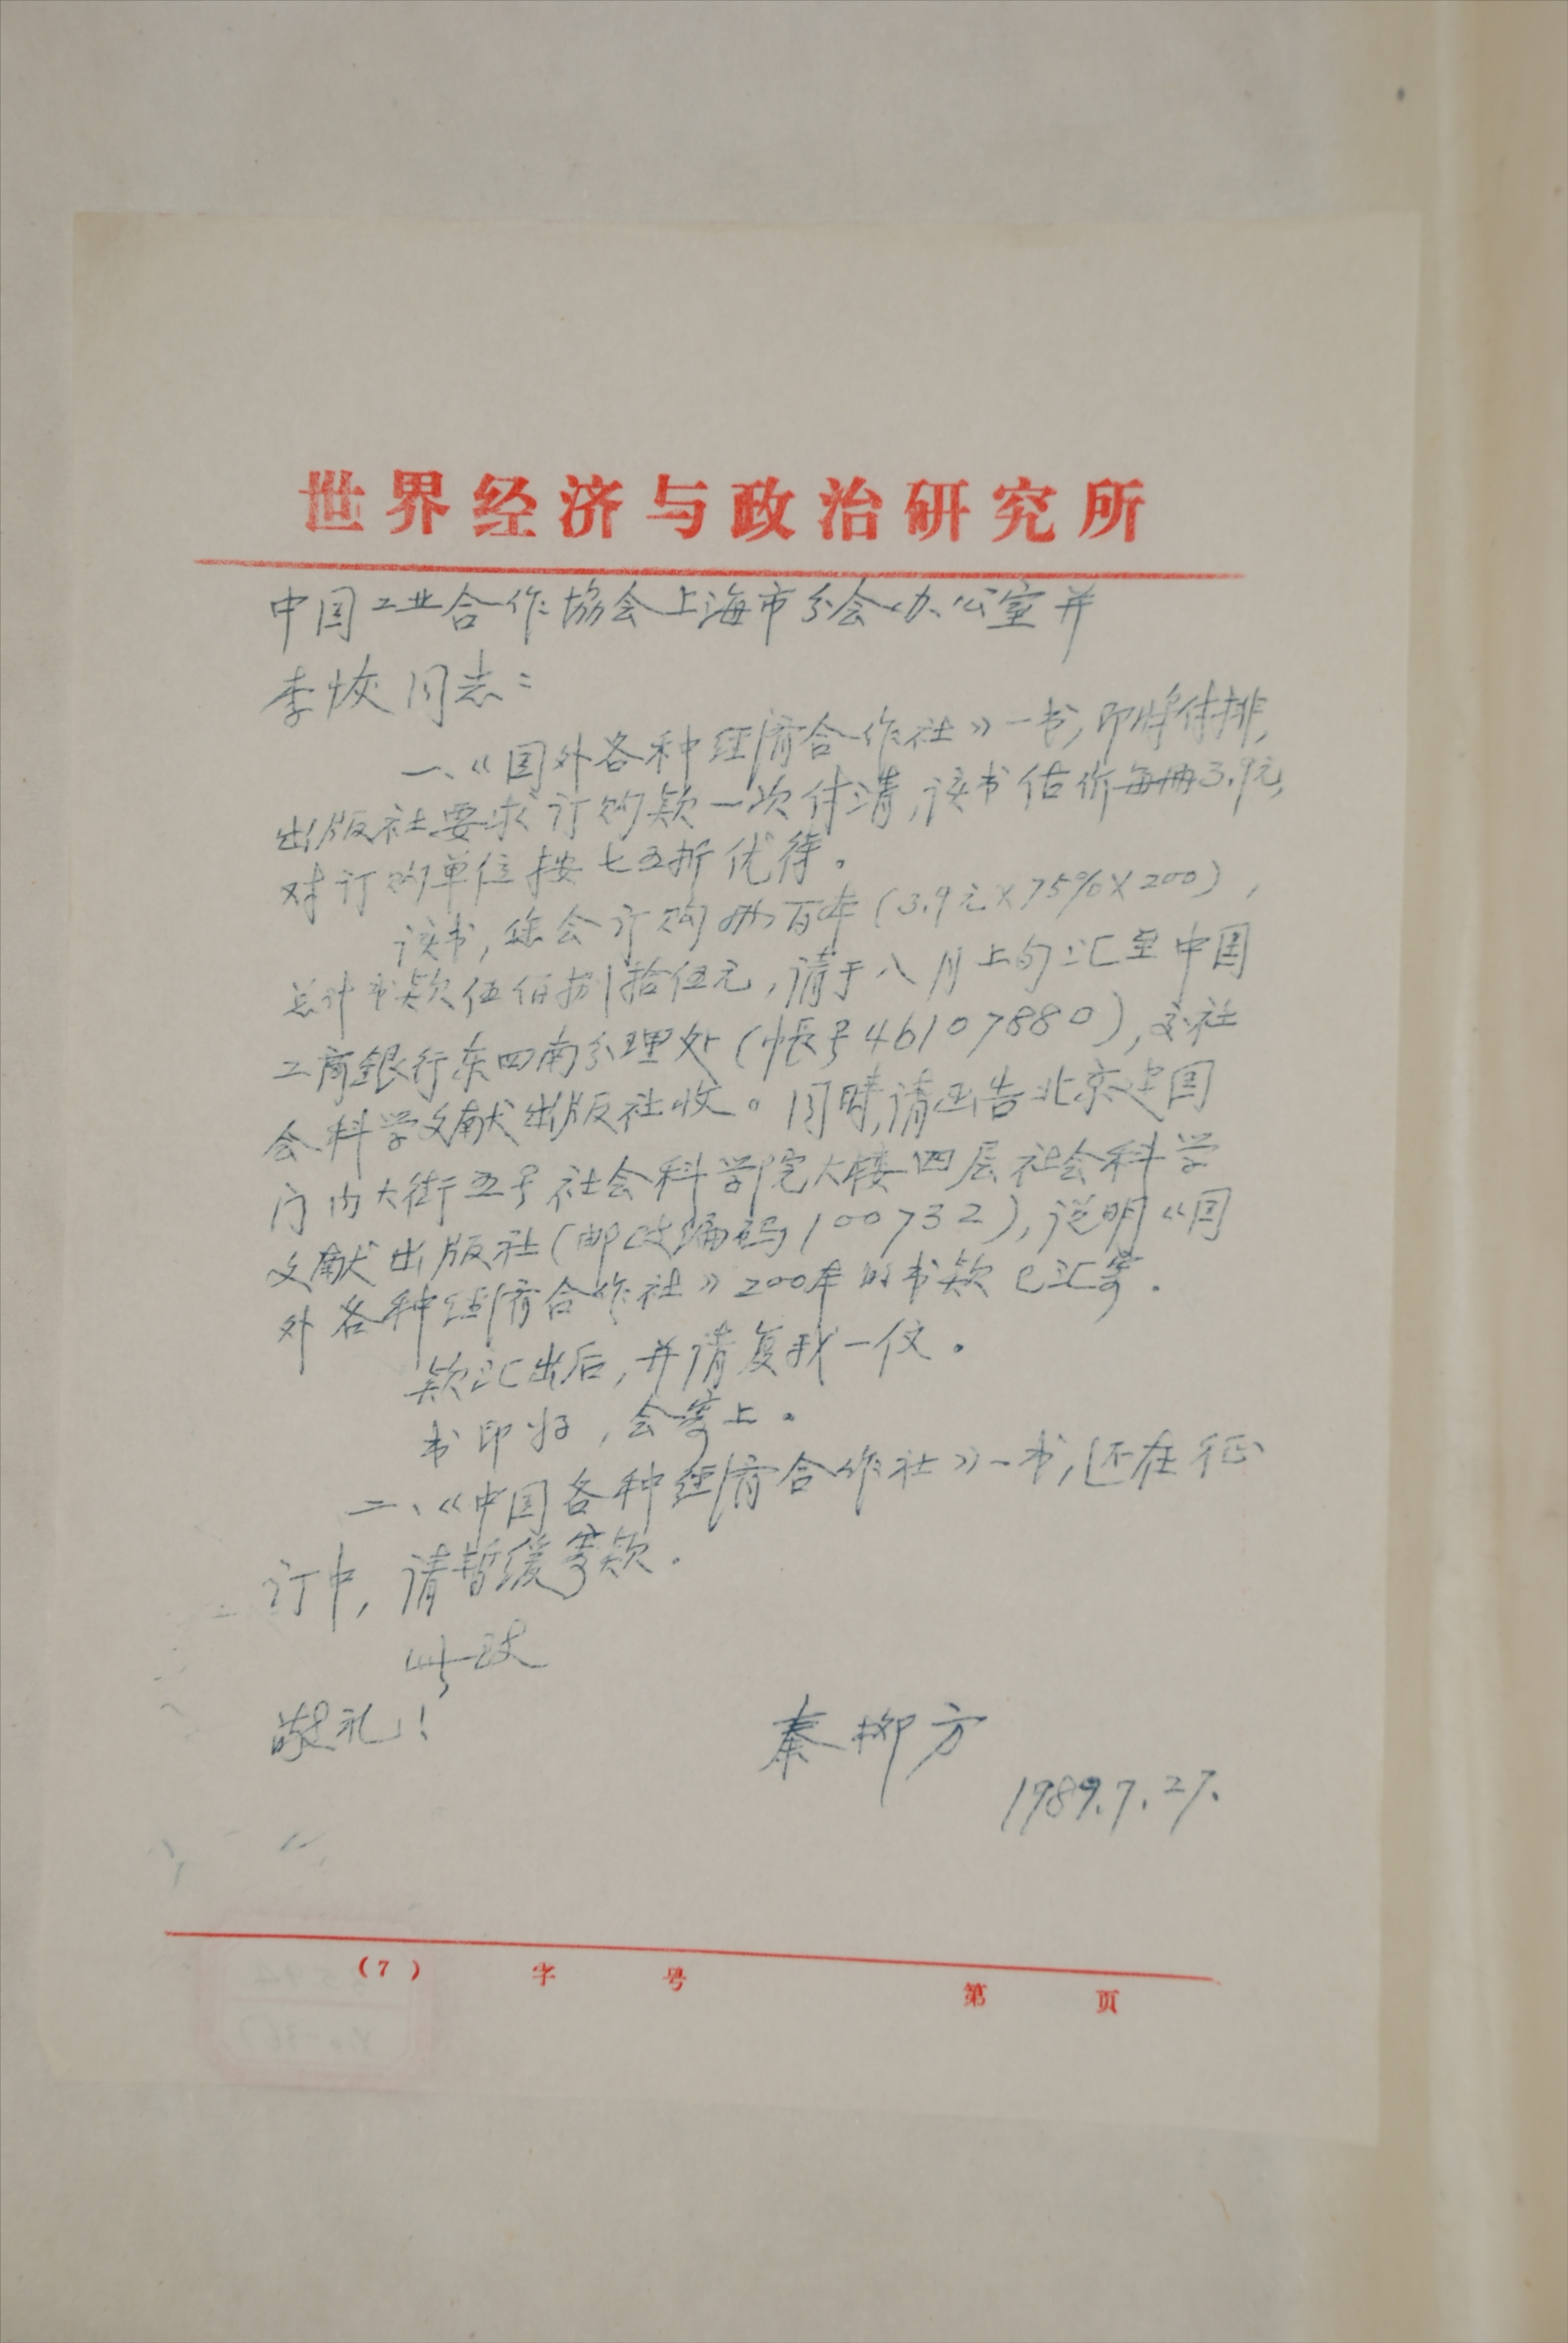 世界经济与政治研究所
中国工业合作協会上海市分会办公室并
李恢同志：
一、《国外各种经济合作社》一书，即将付排，
出版社要求订购款一次付清，该书估价每册3.9元，
对订购单位按七五折优待。
该书，您会订购两百本（3.9元×75%×200），
总计书款伍佰捌拾伍元，请于八月上旬汇至中国
工商銀行东四南分理处（帐号46107880），交社
会科学文献出版社收。同時，请函告北京建国
门内大街五号社会科学院大楼四层社会科学
文献出版社（邮政编码100732），说明《国
外各种经济合作社》200本的书款已汇寄。
款汇出后，并请复我一信。
书印好，会寄上。
二、《中国各种经济合作社》一书，还在征
订中，请暂缓寄款。
此致
敬礼！
秦柳方
1989.7.27.
（7） 字 号 第 页